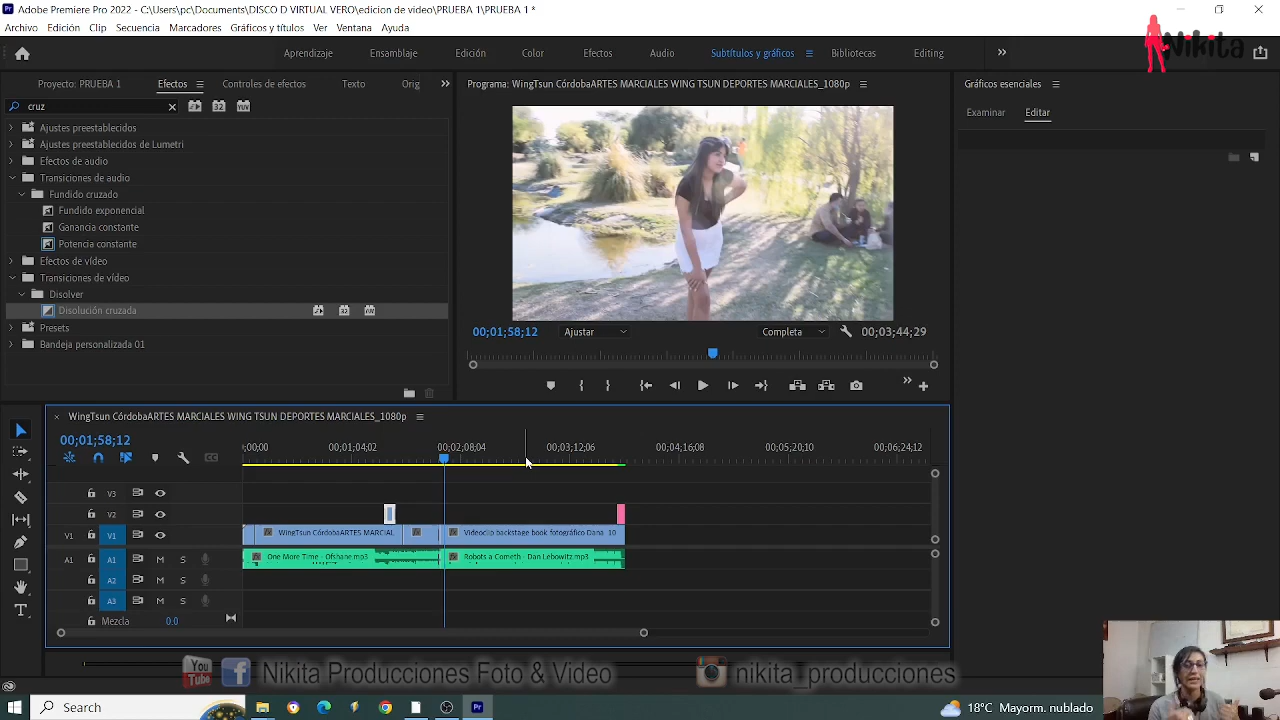 Adobe Premiere Pro 2022 - C:\Users\pc\Documents\DISCO D VIRTUAL VERO\edicion de video\PRUEBA 1\PRUEBA 1 *
Archivo Edición Clip Secuencia Marcadores Gráficos y títulos Ver Ventana Ayuda
Aprendizaje Ensamblaje Edición Color Efectos Audio Subtítulos y gráficos Bibliotecas Editing
Nikita
Proyecto: PRUEBA 1 Efectos Controles de efectos Texto Orig
cruz
Ajustes preestablecidos
Ajustes preestablecidos de Lumetri
Efectos de audio
Transiciones de audio
Fundido cruzado
Fundido exponencial
Ganancia constante
Potencia constante
Efectos de vídeo
Transiciones de vídeo
Disolver
Disolución cruzada
Presets
Bandeja personalizada 01
Programa: WingTsun CórdobaARTES MARCIALES WING TSUN DEPORTES MARCIALES_1080p
00;01;58;12 Ajustar Completa 00;03;44;29
Gráficos esenciales
Examinar Editar
WingTsun CórdobaARTES MARCIALES WING TSUN DEPORTES MARCIALES_1080p
00;01;58;12
;00;00 00;01;04;02 00;02;08;04 00;03;12;06 00;04;16;08 00;05;20;10 00;06;24;12
V3
V2
V1 V1 WingTsun CórdobaARTES MARCIAL Videoclip backstage book fotográfico Dana 10
A1 A1 M S One More Time - Ofshane.mp3 Robots a Cometh - Dan Lebowitz.mp3
A2 M S
A3 M S
Mezcla 0.0
You Tube f Nikita Producciones Foto & Video nikita_producciones
Search 18°C Mayorm. nublado